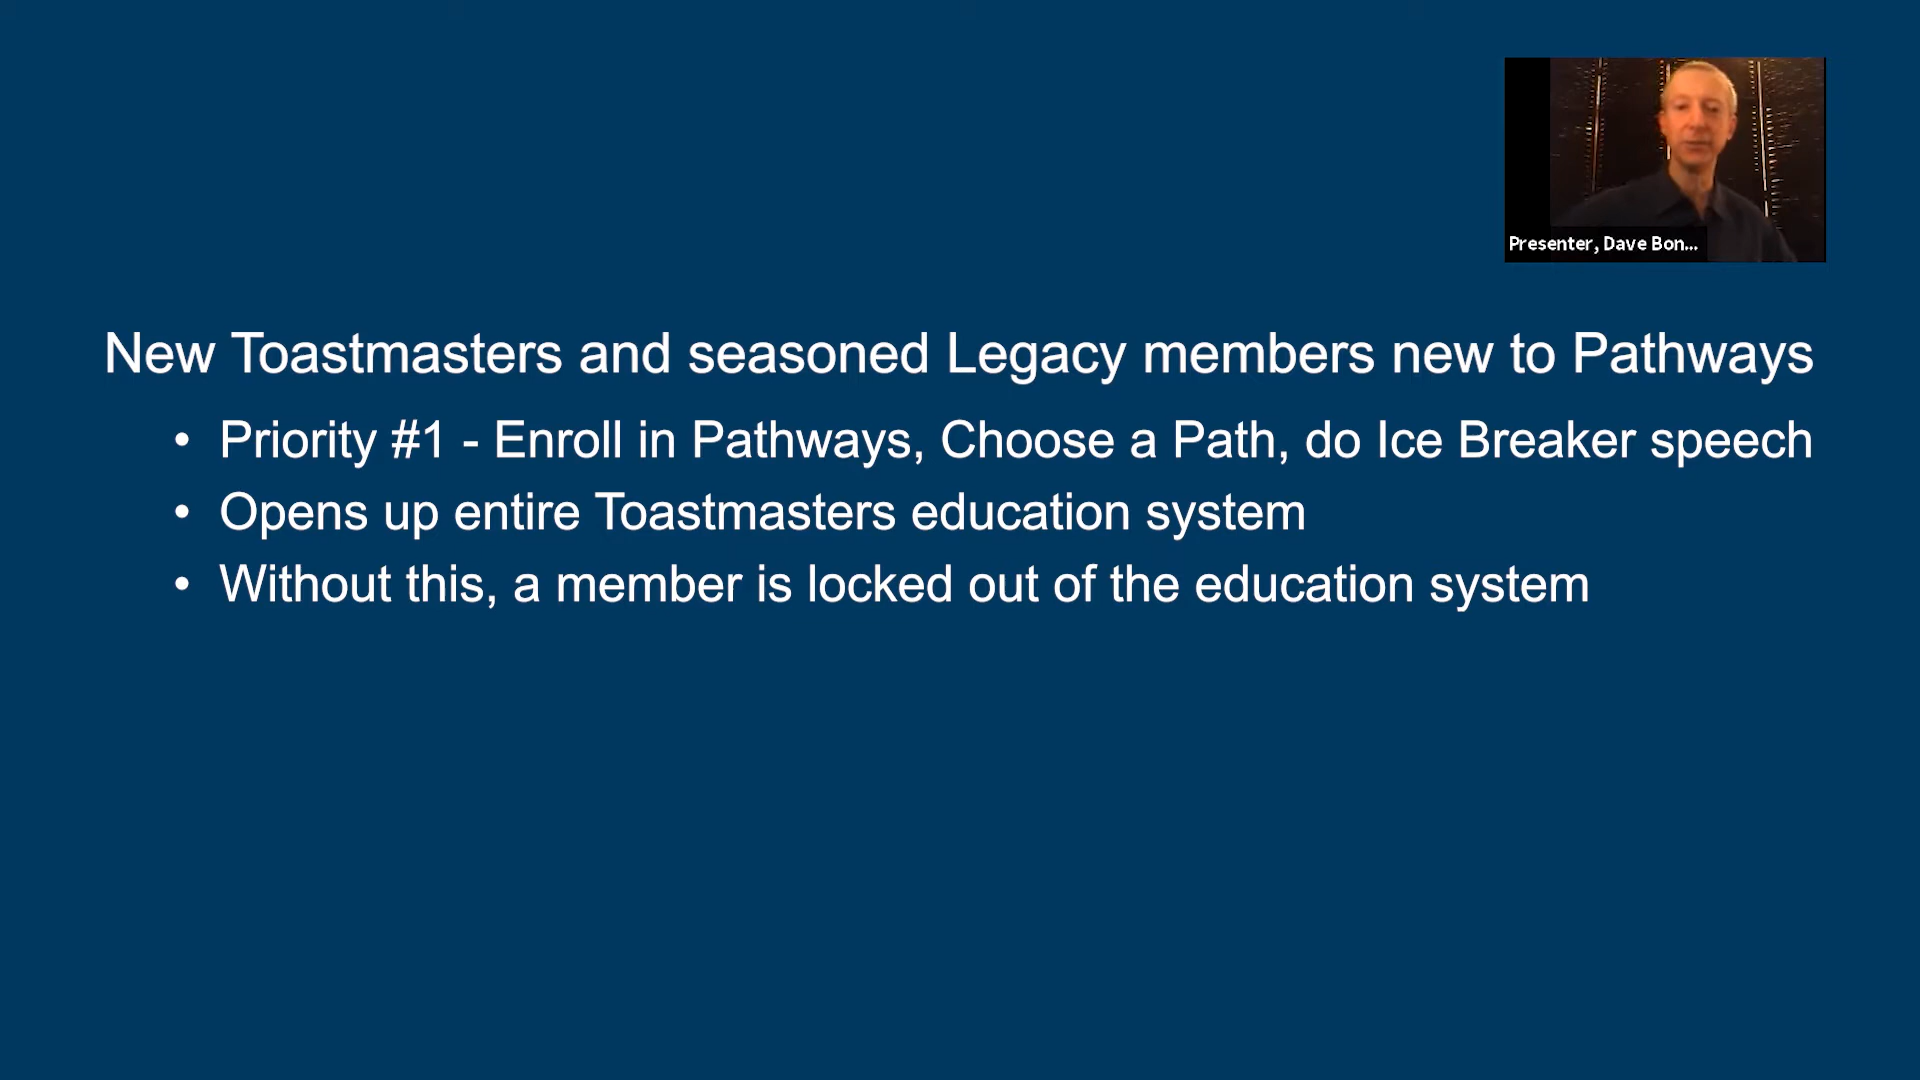 Presenter, Dave Bon...
New Toastmasters and seasoned Legacy members new to Pathways
• Priority #1 - Enroll in Pathways, Choose a Path, do Ice Breaker speech
• Opens up entire Toastmasters education system
• Without this, a member is locked out of the education system